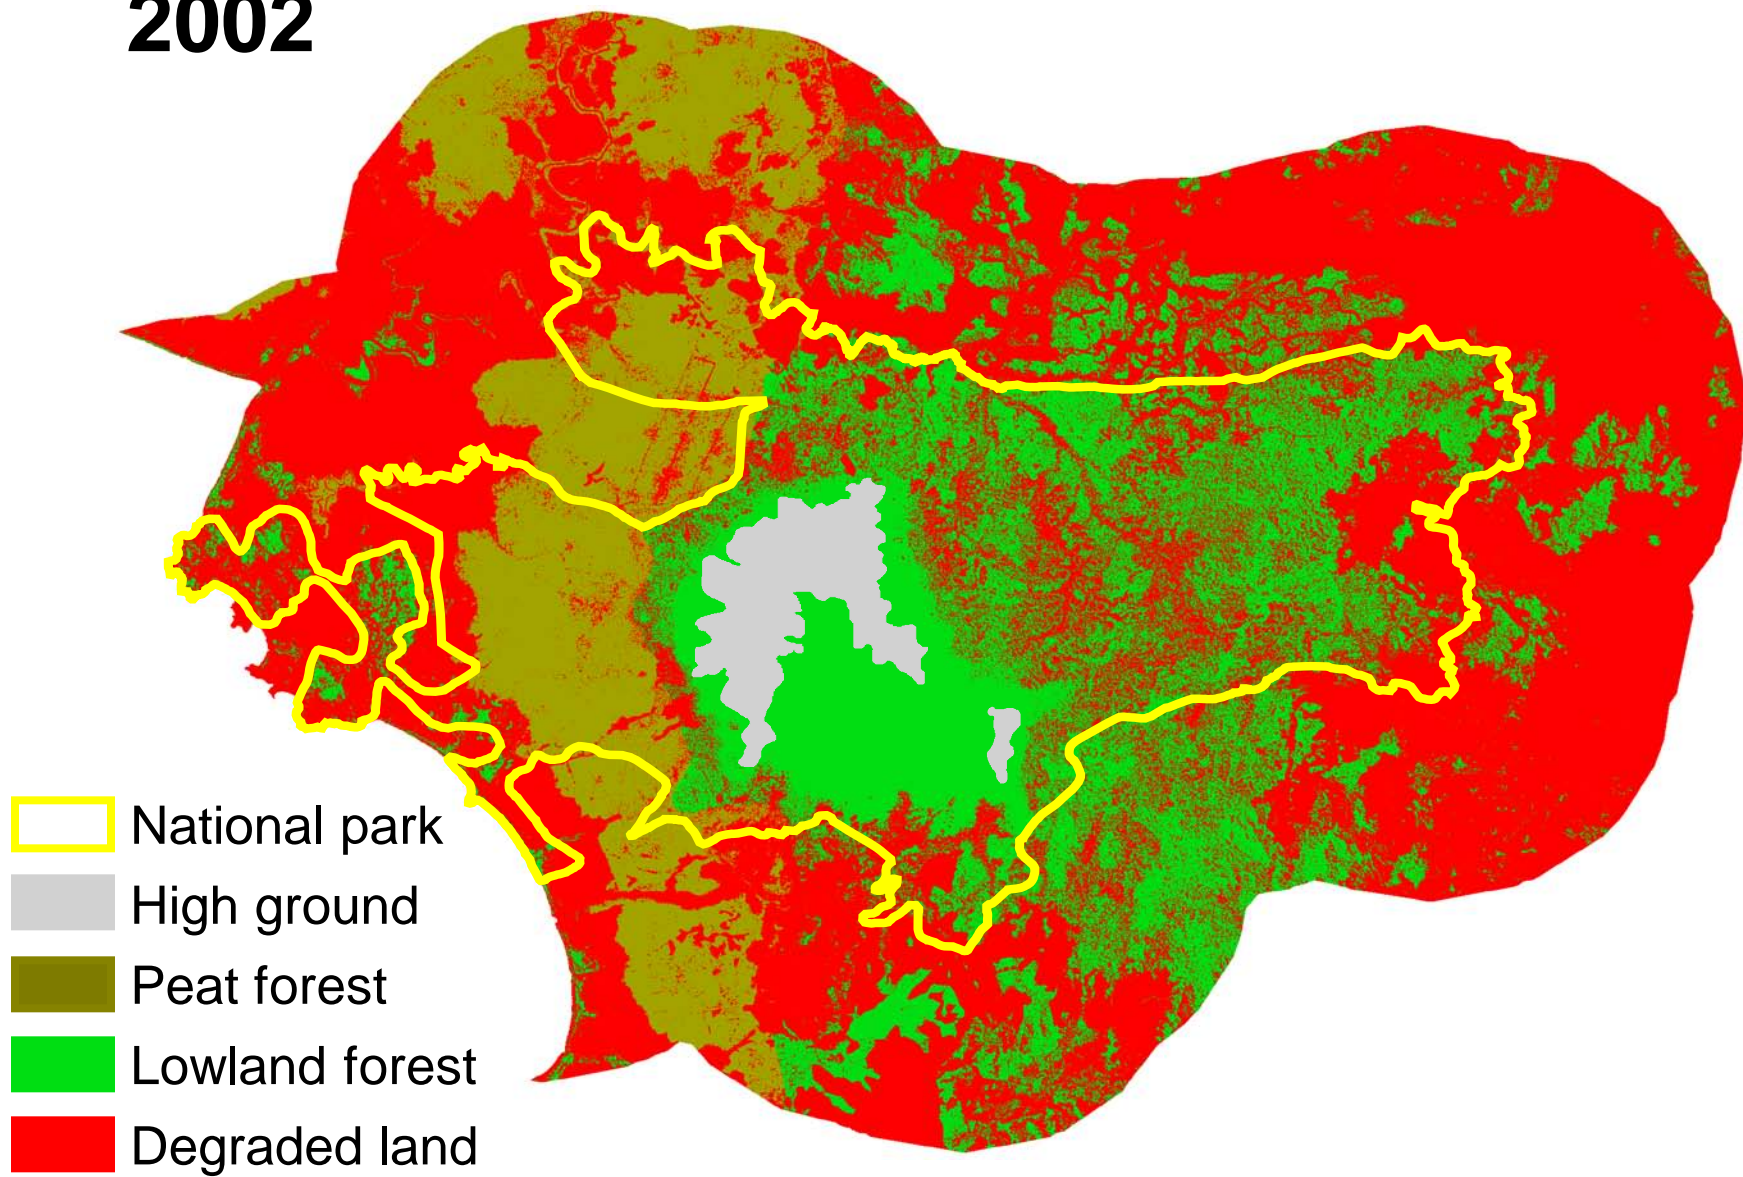 2002
National park
High ground
Peat forest
Lowland forest
Degraded land